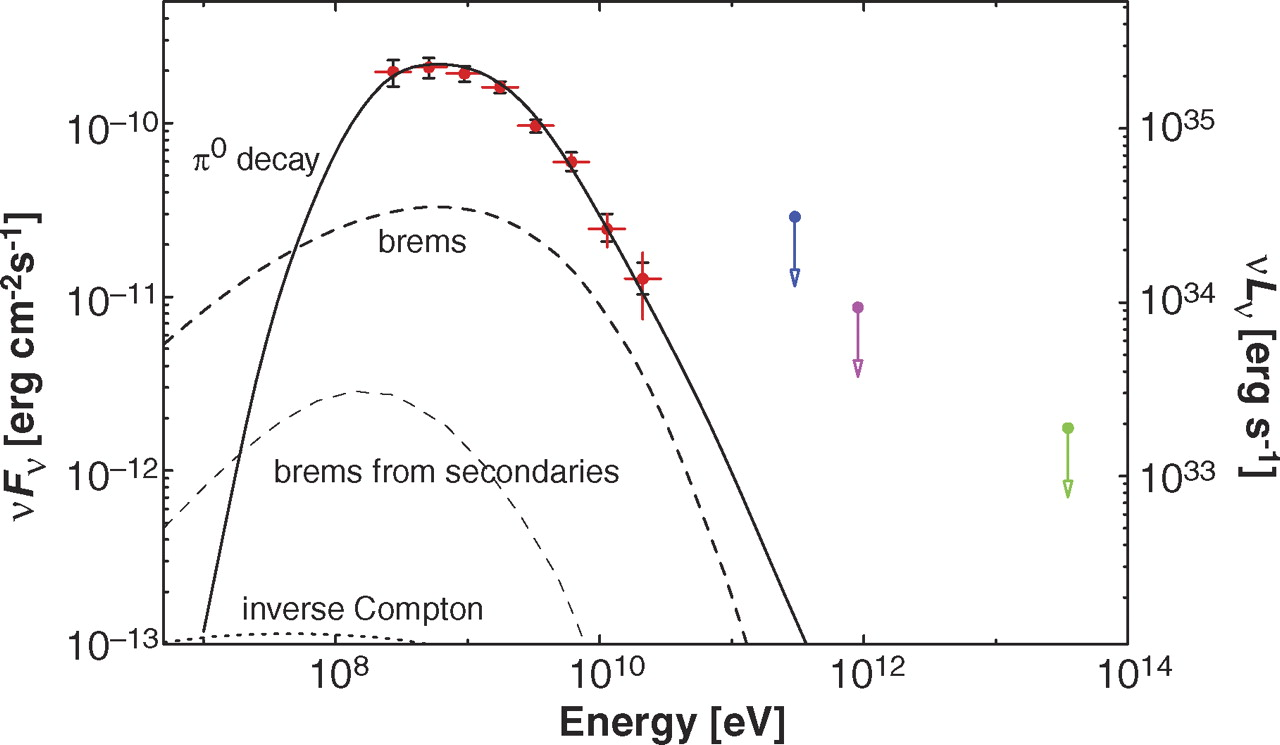 νFν [erg cm-2s-1]
10−10
10−11
10−12
10−13
π0 decay
brems
brems from secondaries
inverse Compton
1035
1034
1033
νLν [erg s-1]
108
1010
1012
1014
Energy [eV]